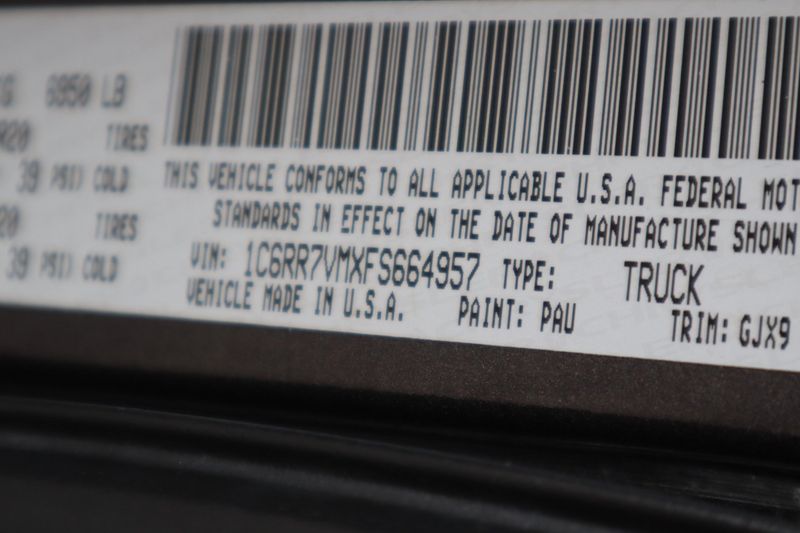 6950 LB
TIRES
39 PSI) COLD
TIRES
39 PSI) COLD
THIS VEHICLE CONFORMS TO ALL APPLICABLE U.S.A. FEDERAL MOT
STANDARDS IN EFFECT ON THE DATE OF MANUFACTURE SHOWN
VIN: 1C6RR7VMXFS664957 TYPE: TRUCK
VEHICLE MADE IN U.S.A. PAINT: PAU TRIM: GJX9